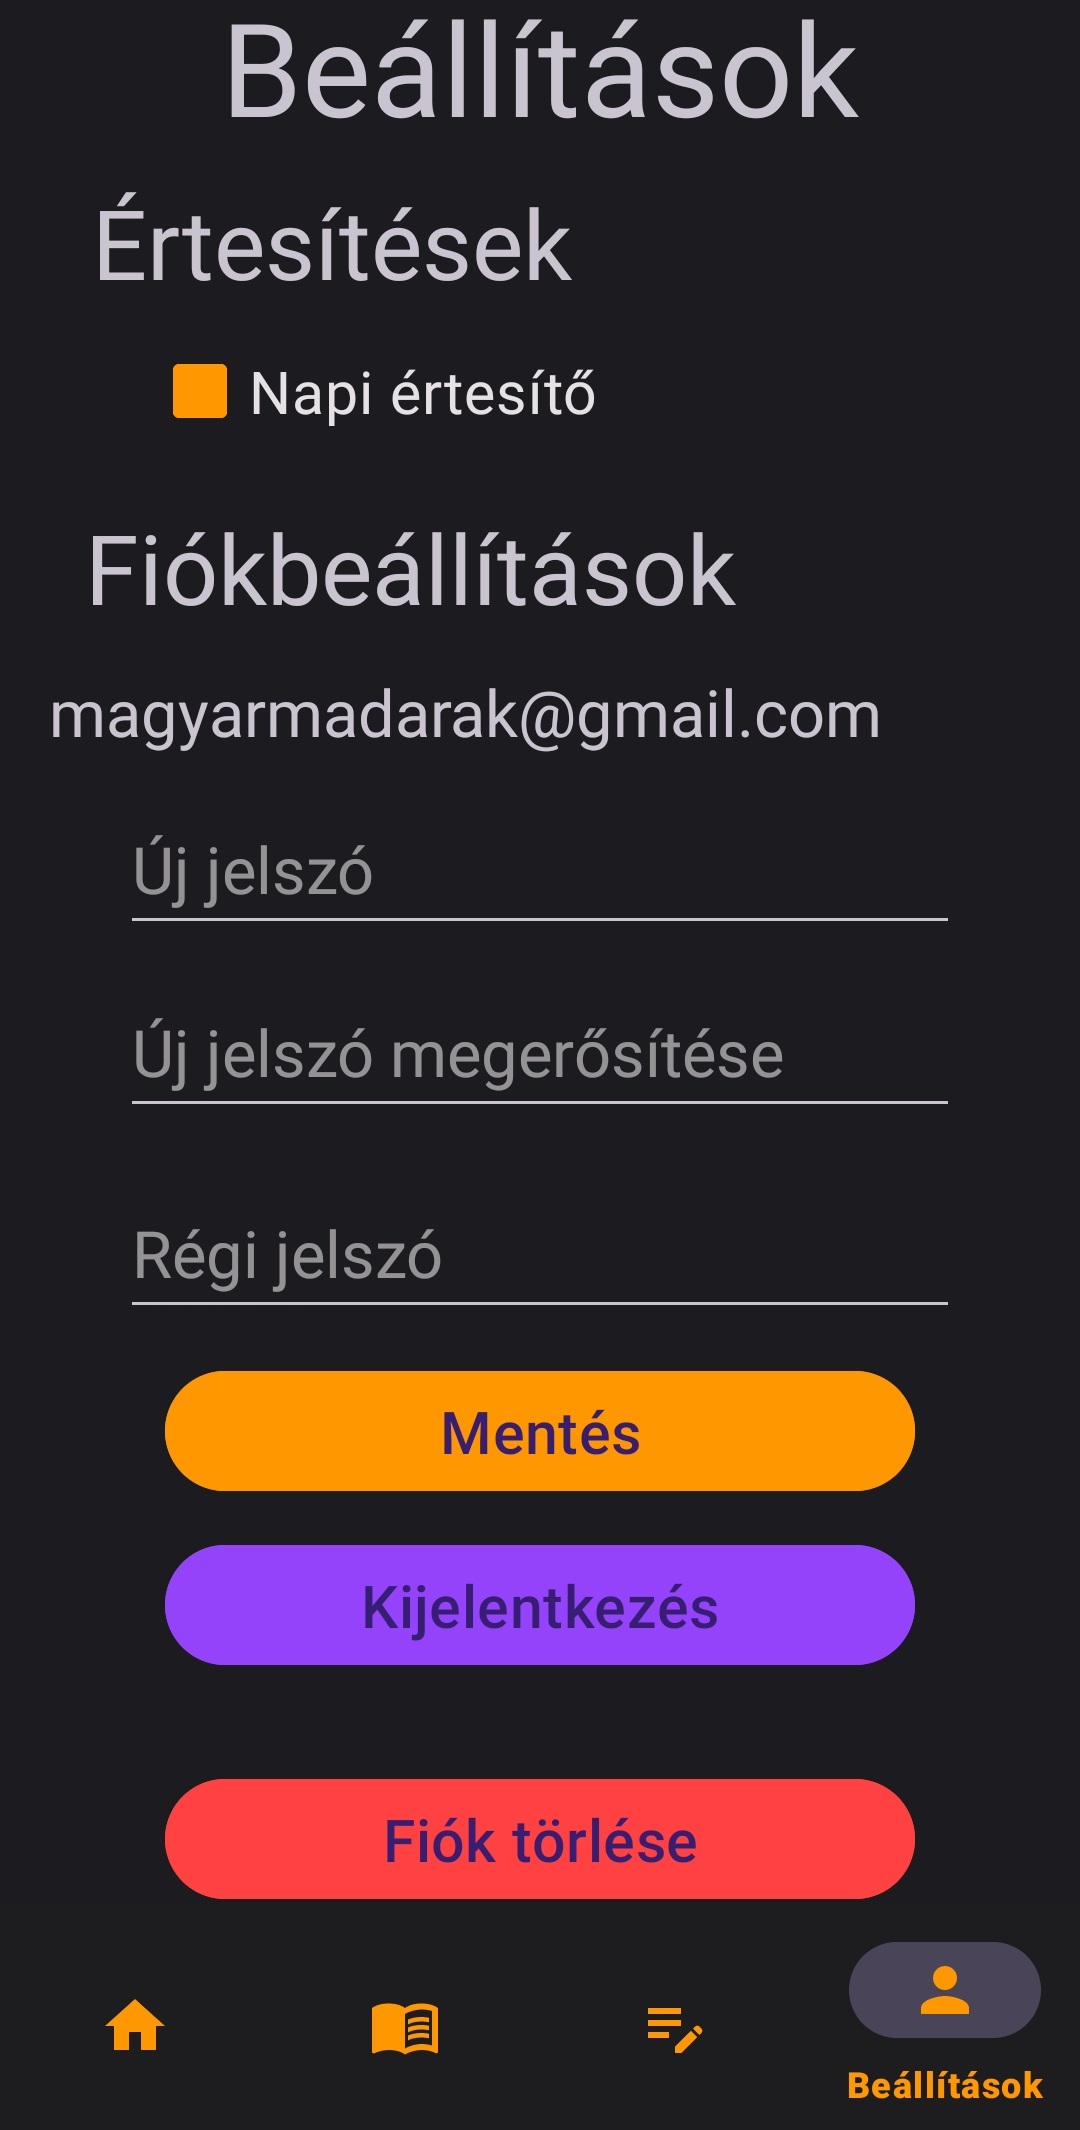 Beállítások
Értesítések
Napi értesítő
Fiókbeállítások
magyarmadarak@gmail.com
Új jelszó
Új jelszó megerősítése
Régi jelszó
Mentés
Kijelentkezés
Fiók törlése
Beállítások